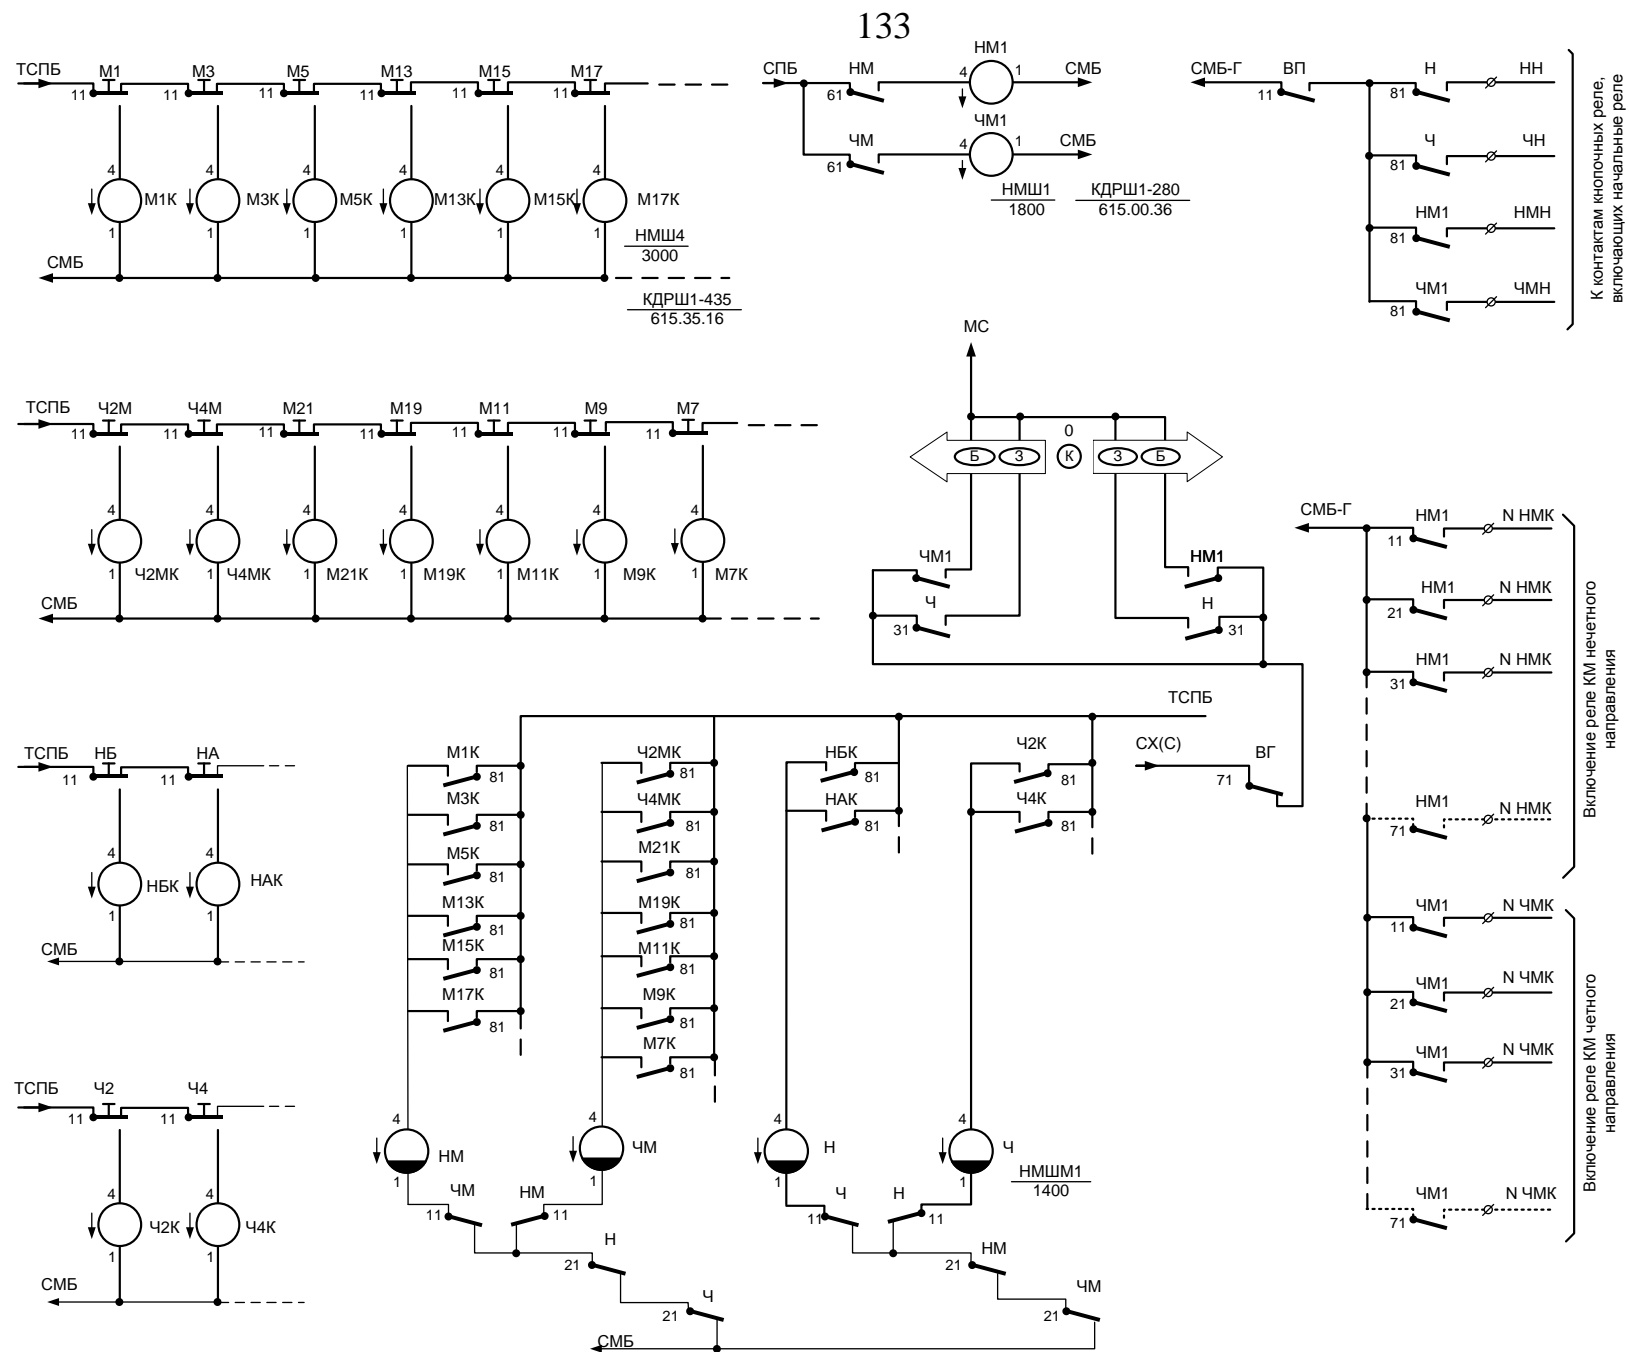 133
ТСПБ М1 М3 М5 М13 М15 М17
11 11 11 11 11 11
4 4 4 4 4 4
М1К М3К М5К М13К М15К М17К
1 1 1 1 1 1
НМШ4
3000
СМБ
КДРШ1-435
615.35.16
СПБ НМ НМ1 СМБ
61 4 1
ЧМ ЧМ1 СМБ
61 4 1
НМШ1
1800
КДРШ1-280
615.00.36
СМБ-Г ВП Н НН
11 81
Ч ЧН
81
НМ1 НМН
81
ЧМ1 ЧМН
81
К контактам кнопочных реле,
включающих начальные реле
ТСПБ Ч2М Ч4М М21 М19 М11 М9 М7
11 11 11 11 11 11 11
4 4 4 4 4 4 4
1 1 1 1 1 1 1
Ч2МК Ч4МК М21К М19К М11К М9К М7К
СМБ
МС
0
Б З К З Б
ЧМ1 НМ1
Ч Н
31 31
СМБ-Г НМ1 N НМК
11
НМ1 N НМК
21
НМ1 N НМК
31
НМ1 N НМК
71
Включение реле КМ нечетного
направления
ЧМ1 N ЧМК
11
ЧМ1 N ЧМК
21
ЧМ1 N ЧМК
31
ЧМ1 N ЧМК
71
Включение реле КМ четного
направления
ТСПБ НБ НА
11 11
4 4
НБК НАК
1 1
СМБ
ТСПБ Ч2 Ч4
11 11
4 4
Ч2К Ч4К
1 1
СМБ
ТСПБ
СХ(С) ВГ
71
М1К
81
М3К
81
М5К
81
М13К
81
М15К
81
М17К
81
Ч2МК
81
Ч4МК
81
М21К
81
М19К
81
М11К
81
М9К
81
М7К
81
НБК
81
НАК
81
Ч2К
81
Ч4К
81
4 4 4 4
НМ ЧМ Н Ч
1 1 1 1
НМШМ1
1400
ЧМ НМ Ч Н
11 11 11 11
Н НМ
21 21
Ч ЧМ
21 21
СМБ